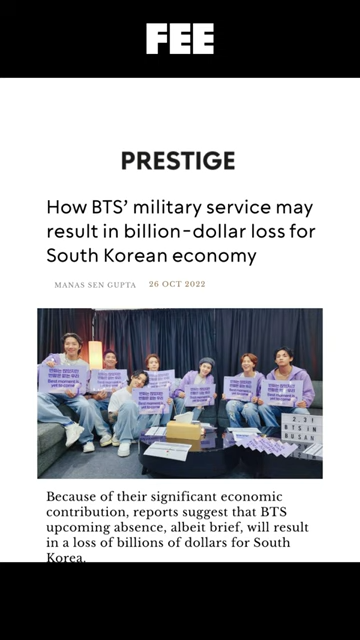 FEE
PRESTIGE
How BTS’ military service may
result in billion-dollar loss for
South Korean economy
MANAS SEN GUPTA 26 OCT 2022
Because of their significant economic
contribution, reports suggest that BTS
upcoming absence, albeit brief, will result
in a loss of billions of dollars for South
Korea.